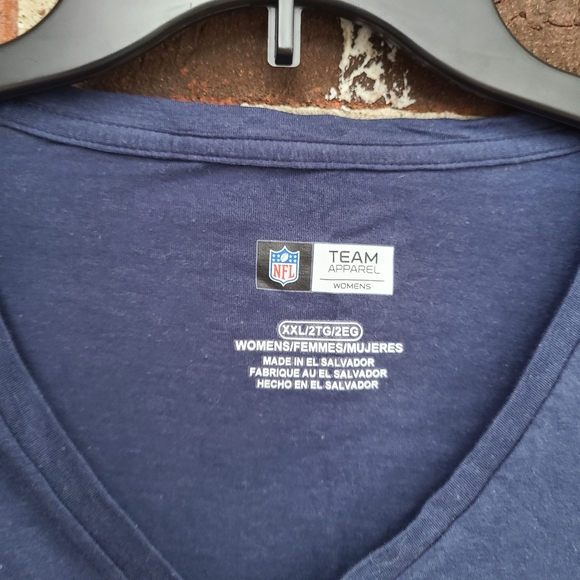 NFL
TEAM
APPAREL
WOMENS
XXL/2TG/2EG
WOMENS/FEMMES/MUJERES
MADE IN EL SALVADOR
FABRIQUE AU EL SALVADOR
HECHO EN EL SALVADOR